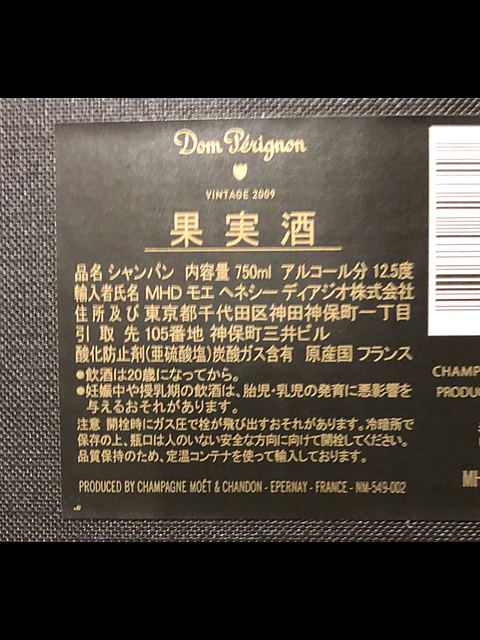 Dom Pérignon
VINTAGE 2009
果実酒
品名 シャンパン 内容量 750ml アルコール分 12.5度
輸入者氏名 MHD モエ ヘネシー ディアジオ株式会社
住所及び 東京都千代田区神田神保町一丁目
引取先 105番地 神保町三井ビル
酸化防止剤(亜硫酸塩)炭酸ガス含有 原産国 フランス
●飲酒は20歳になってから。
●妊娠中や授乳期の飲酒は、胎児・乳児の発育に悪影響を
与えるおそれがあります。
注意 開栓時にガス圧で栓が飛び出すおそれがあります。冷暗所で
保存の上、瓶口は人のいない安全な方向に向けて開栓してください。
品質保持のため、定温コンテナを使って輸入しております。
PRODUCED BY CHAMPAGNE MOËT & CHANDON - EPERNAY - FRANCE - NM-549-002
CHAMP
PRODUC
MH